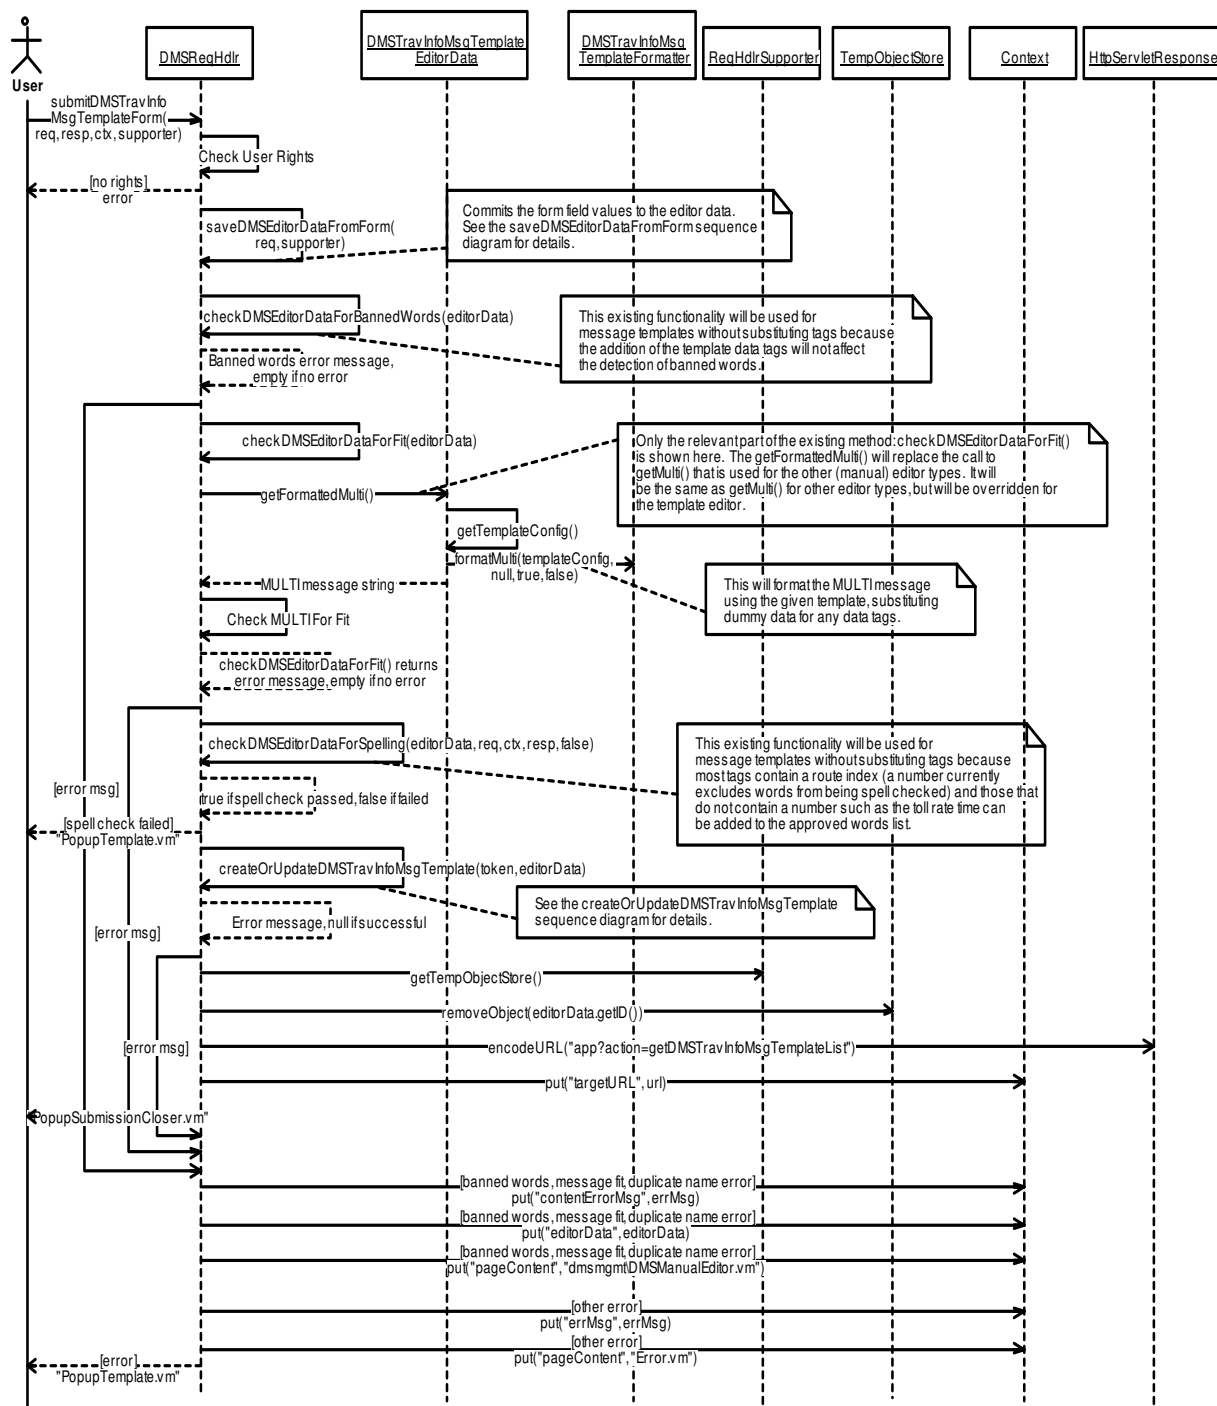 User
DMSReqHdlr
DMSTravInfoMsgTemplate
EditorData
DMSTravInfoMsg
TemplateFormatter
ReqHdlrSupporter
TempObjectStore
Context
HttpServletResponse
submitDMSTravInfo
MsgTemplateForm(
req, resp, ctx, supporter)
Check User Rights
[no rights]
error
saveDMSEditorDataFromForm(
req, supporter)
Commits the form field values to the editor data.
See the saveDMSEditorDataFromForm sequence
diagram for details.
checkDMSEditorDataForBannedWords(editorData)
This existing functionality will be used for
message templates without substituting tags because
the addition of the template data tags will not affect
the detection of banned words.
Banned words error message,
empty if no error
checkDMSEditorDataForFit(editorData)
Only the relevant part of the existing method: checkDMSEditorDataForFit()
is shown here. The getFormattedMulti() will replace the call to
getMulti() that is used for the other (manual) editor types. It will
be the same as getMulti() for other editor types, but will be overridden for
the template editor.
getFormattedMulti()
getTemplateConfig()
formatMulti(templateConfig,
null, true, false)
MULTI message string
This will format the MULTI message
using the given template, substituting
dummy data for any data tags.
Check MULTI For Fit
checkDMSEditorDataForFit() returns
error message, empty if no error
checkDMSEditorDataForSpelling(editorData, req, ctx, resp, false)
This existing functionality will be used for
message templates without substituting tags because
most tags contain a route index (a number currently
excludes words from being spell checked) and those that
do not contain a number such as the toll rate time can
be added to the approved words list.
[error msg]
true if spell check passed, false if failed
[spell check failed]
"PopupTemplate.vm"
createOrUpdateDMSTravInfoMsgTemplate(token, editorData)
See the createOrUpdateDMSTravInfoMsgTemplate
sequence diagram for details.
Error message, null if successful
[error msg]
getTempObjectStore()
removeObject(editorData.getID())
[error msg]
encodeURL("app?action=getDMSTravInfoMsgTemplateList")
put("targetURL", url)
"PopupSubmissionCloser.vm"
[banned words, message fit, duplicate name error]
put("contentErrorMsg", errMsg)
[banned words, message fit, duplicate name error]
put("editorData", editorData)
[banned words, message fit, duplicate name error]
put("pageContent", "dmsmgmt\DMSManualEditor.vm")
[other error]
put("errMsg", errMsg)
[other error]
put("pageContent", "Error.vm")
[error]
"PopupTemplate.vm"